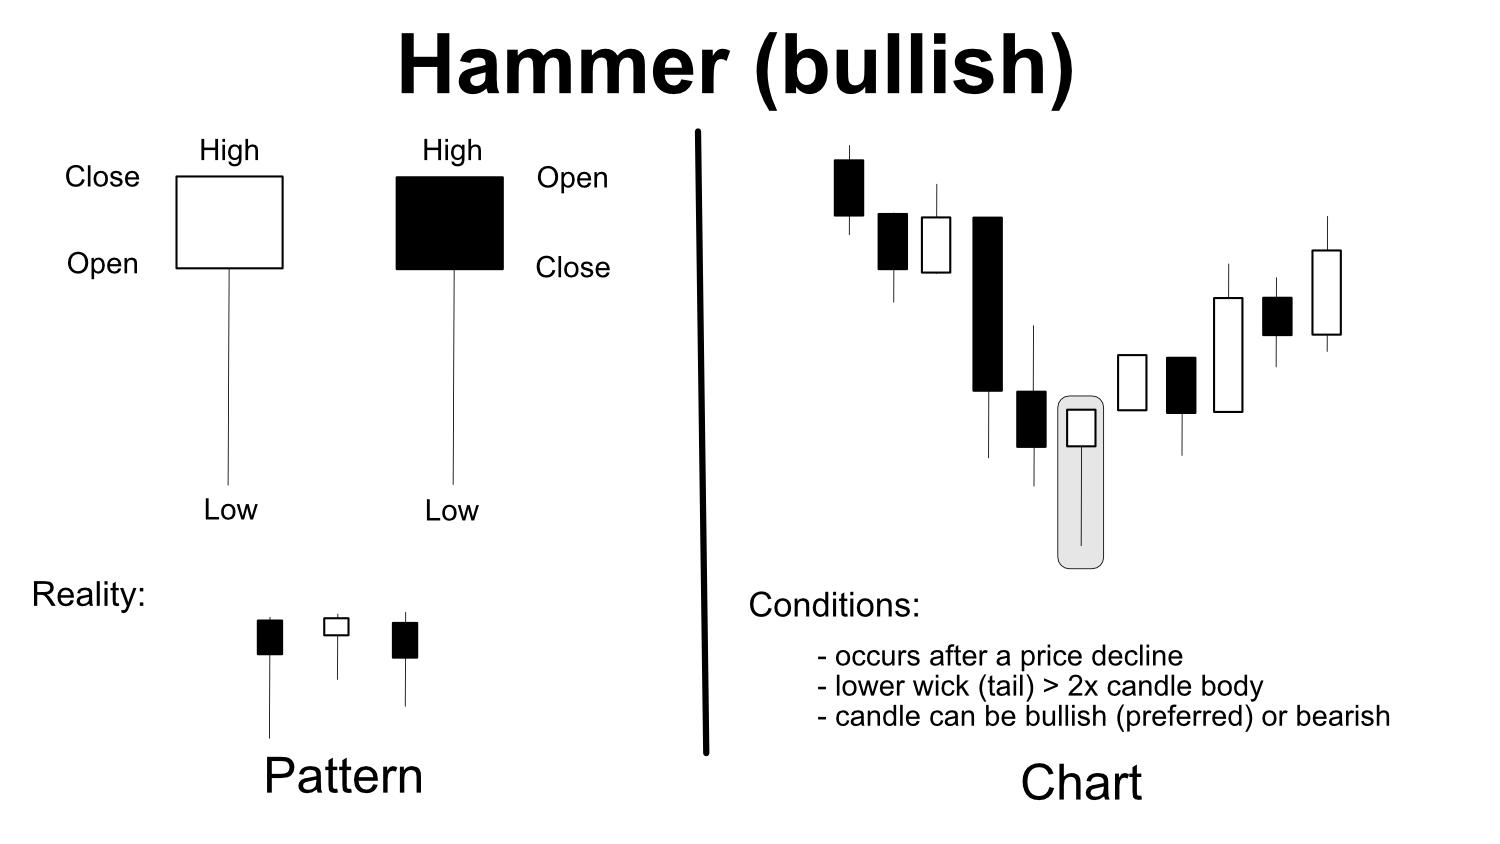 Hammer (bullish)
High
High
Close
Open
Open
Close
Low
Low
Reality:
Pattern
Conditions:
- occurs after a price decline
- lower wick (tail) > 2x candle body
- candle can be bullish (preferred) or bearish
Chart